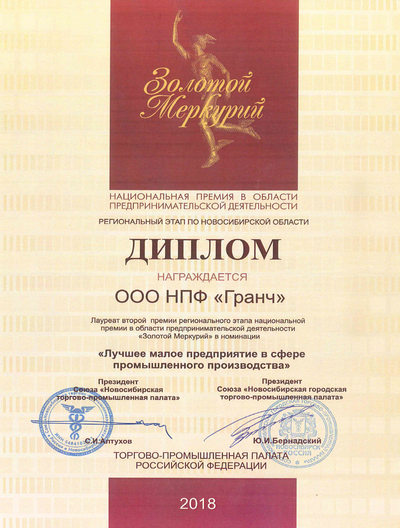 Золотой
Меркурий
НАЦИОНАЛЬНАЯ ПРЕМИЯ В ОБЛАСТИ
ПРЕДПРИНИМАТЕЛЬСКОЙ ДЕЯТЕЛЬНОСТИ
РЕГИОНАЛЬНЫЙ ЭТАП ПО НОВОСИБИРСКОЙ ОБЛАСТИ
ДИПЛОМ
НАГРАЖДАЕТСЯ
ООО НПФ «Гранч»
Лауреат второй премии регионального этапа национальной
премии в области предпринимательской деятельности
«Золотой Меркурий» в номинации
«Лучшее малое предприятие в сфере
промышленного производства»
Президент
Союза «Новосибирская
торгово-промышленная палата»
С.И.Алтухов
Президент
Союза «Новосибирская городская
торгово-промышленная палата»
Ю.И.Бернадский
НОВОСИБИРСК
РОССИЯ
ТОРГОВО-ПРОМЫШЛЕННАЯ ПАЛАТА
РОССИЙСКОЙ ФЕДЕРАЦИИ
2018